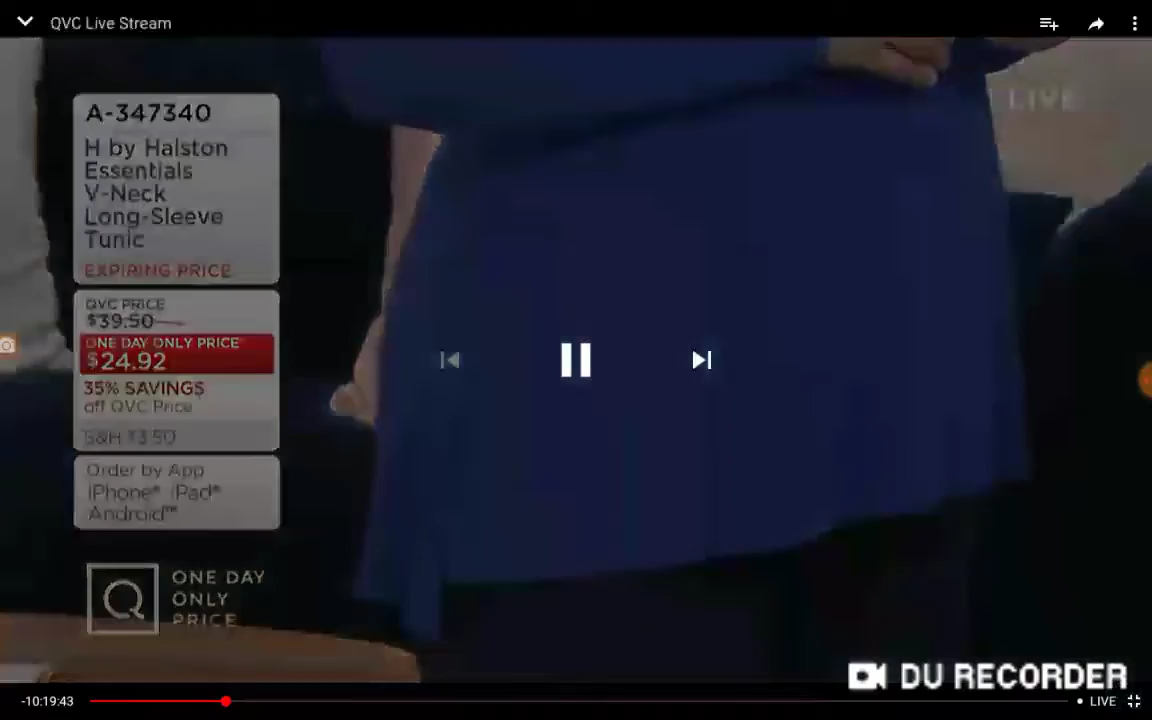 QVC Live Stream
LIVE
A-347340
H by Halston
Essentials
V-Neck
Long-Sleeve
Tunic
EXPIRING PRICE
QVC PRICE
$39.50
ONE DAY ONLY PRICE
$24.92
35% SAVINGS
off QVC Price
S&H $3.50
Order by App
iPhone® iPad®
Android™
Q
ONE DAY
ONLY
PRICE
DU RECORDER
-10:19:43
LIVE